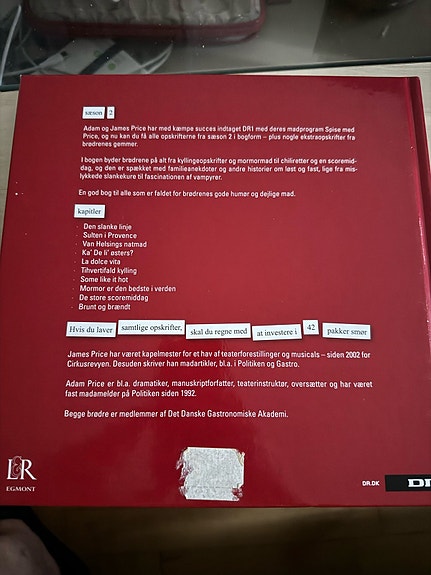 sæson 2
Adam og James Price har med kæmpe succes indtaget DR1 med deres madprogram Spise med
Price, og nu kan du få alle opskrifterne fra sæson 2 i bogform – plus nogle ekstraopskrifter fra
brødrenes gemmer.
I bogen byder brødrene på alt fra kyllingeopskrifter og mormormad til chiliretter og en scoremid-
dag, og den er spækket med familieanekdoter og andre historier om løst og fast, lige fra mis-
lykkede slankekure til fascinationen af vampyrer.
En god bog til alle som er faldet for brødrenes gode humør og dejlige mad.
kapitler
· Den slanke linje
· Sulten i Provence
· Van Helsings natmad
· Ka' De li' østers?
· La dolce vita
· Tihvertifald kylling
· Some like it hot
· Mormor er den bedste i verden
· De store scoremiddag
· Brunt og brændt
Hvis du laver samtlige opskrifter, skal du regne med at investere i 42 pakker smør
James Price har været kapelmester for et hav af teaterforestillinger og musicals – siden 2002 for
Cirkusrevyen. Desuden skriver han madartikler, bl.a. i Politiken og Gastro.
Adam Price er bl.a. dramatiker, manuskriptforfatter, teaterinstruktør, oversætter og har været
fast madanmelder på Politiken siden 1992.
Begge brødre er medlemmer af Det Danske Gastronomiske Akademi.
L&R
EGMONT
DR.DK